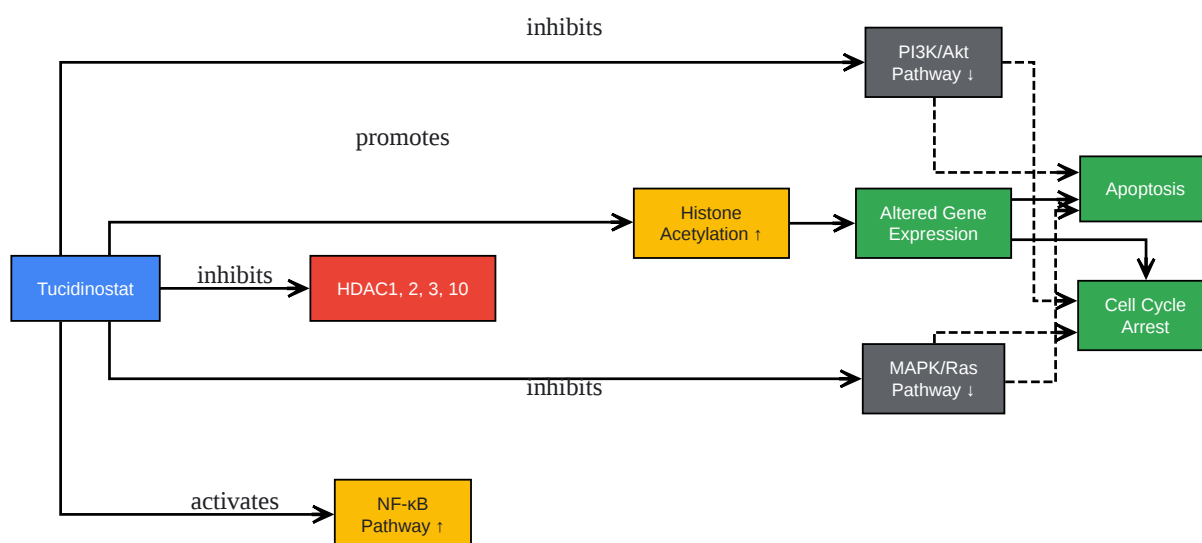 inhibits
PI3K/Akt
Pathway ↓
promotes
Apoptosis
Histone
Acetylation ↑
Altered Gene
Expression
Tucidinostat
inhibits
HDAC1, 2, 3, 10
Cell Cycle
Arrest
inhibits
MAPK/Ras
Pathway ↓
activates
NF-κB
Pathway ↑